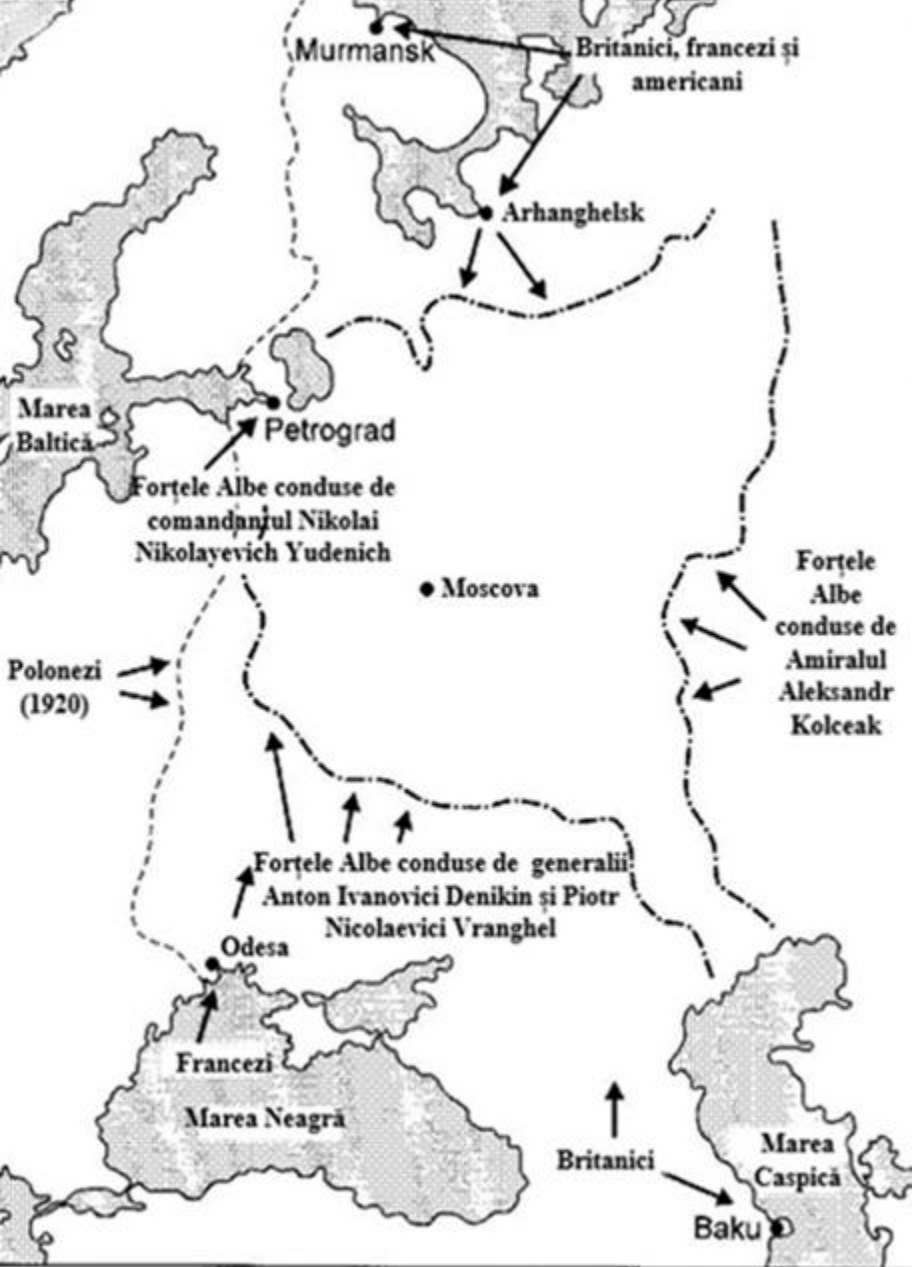 Murmansk
Britanici, francezi și
americani
Arhanghelsk
Marea
Baltică
Petrograd
Forțele Albe conduse de
comandantul Nikolai
Nikolayevich Yudenich
Moscova
Forțele
Albe
conduse de
Amiralul
Aleksandr
Kolceak
Polonezi
(1920)
Forțele Albe conduse de generalii
Anton Ivanovici Denikin și Piotr
Nicolaevici Vranghel
Odesa
Francezi
Marea Neagră
Britanici
Marea
Caspică
Baku